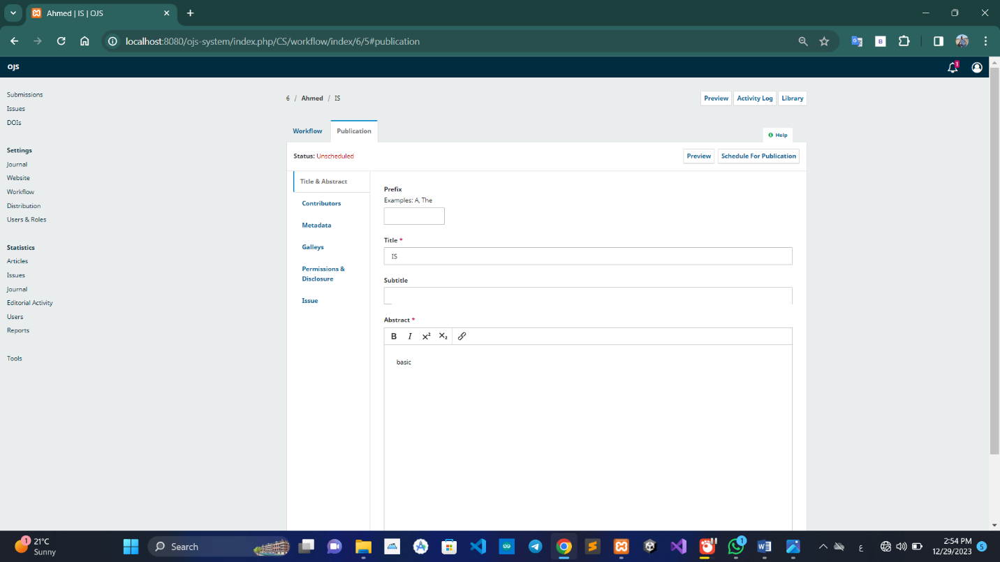 Ahmed | IS | OJS
localhost:8080/ojs-system/index.php/CS/workflow/index/6/5#publication
B
OJS
1
Submissions
Issues
DOIs
Settings
Journal
Website
Workflow
Distribution
Users & Roles
Statistics
Articles
Issues
Journal
Editorial Activity
Users
Reports
Tools
6 / Ahmed / IS
Preview
Activity Log
Library
Workflow
Publication
Help
Status: Unscheduled
Preview
Schedule For Publication
Title & Abstract
Contributors
Metadata
Galleys
Permissions &
Disclosure
Issue
Prefix
Examples: A, The
Title *
IS
Subtitle
Abstract *
B I X² X₂
basic
1
21°C
Sunny
Search
1
ع
2:54 PM
12/29/2023
5